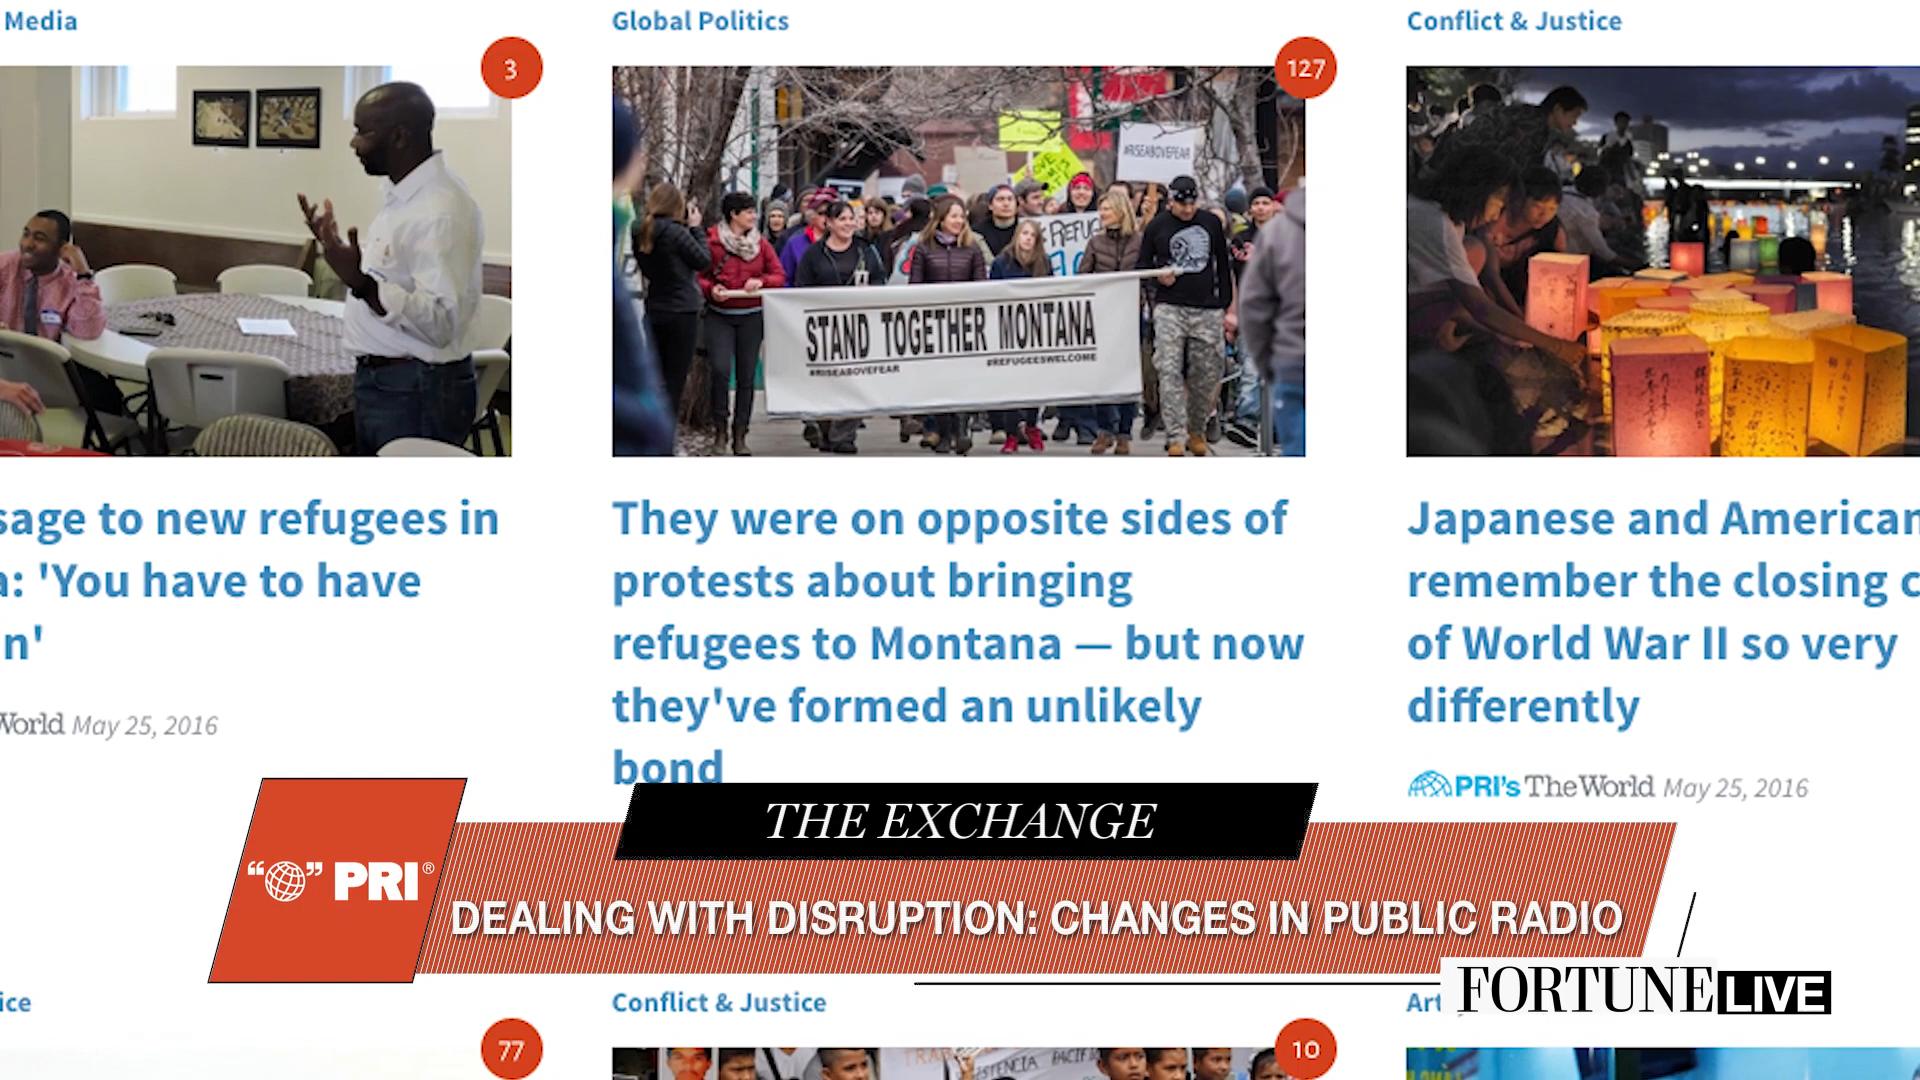 Media
3
sage to new refugees in
a: 'You have to have
n'
World May 25, 2016
Global Politics
127
#RISEABOVEFEAR
REFUG
STAND TOGETHER MONTANA
#RISEABOVEFEAR #REFUGEESWELCOME
They were on opposite sides of
protests about bringing
refugees to Montana — but now
they've formed an unlikely
bond
Conflict & Justice
Japanese and American
remember the closing c
of World War II so very
differently
PRI's The World May 25, 2016
THE EXCHANGE
"" PRI®
DEALING WITH DISRUPTION: CHANGES IN PUBLIC RADIO
FORTUNE LIVE
ice
77
Conflict & Justice
10
Art